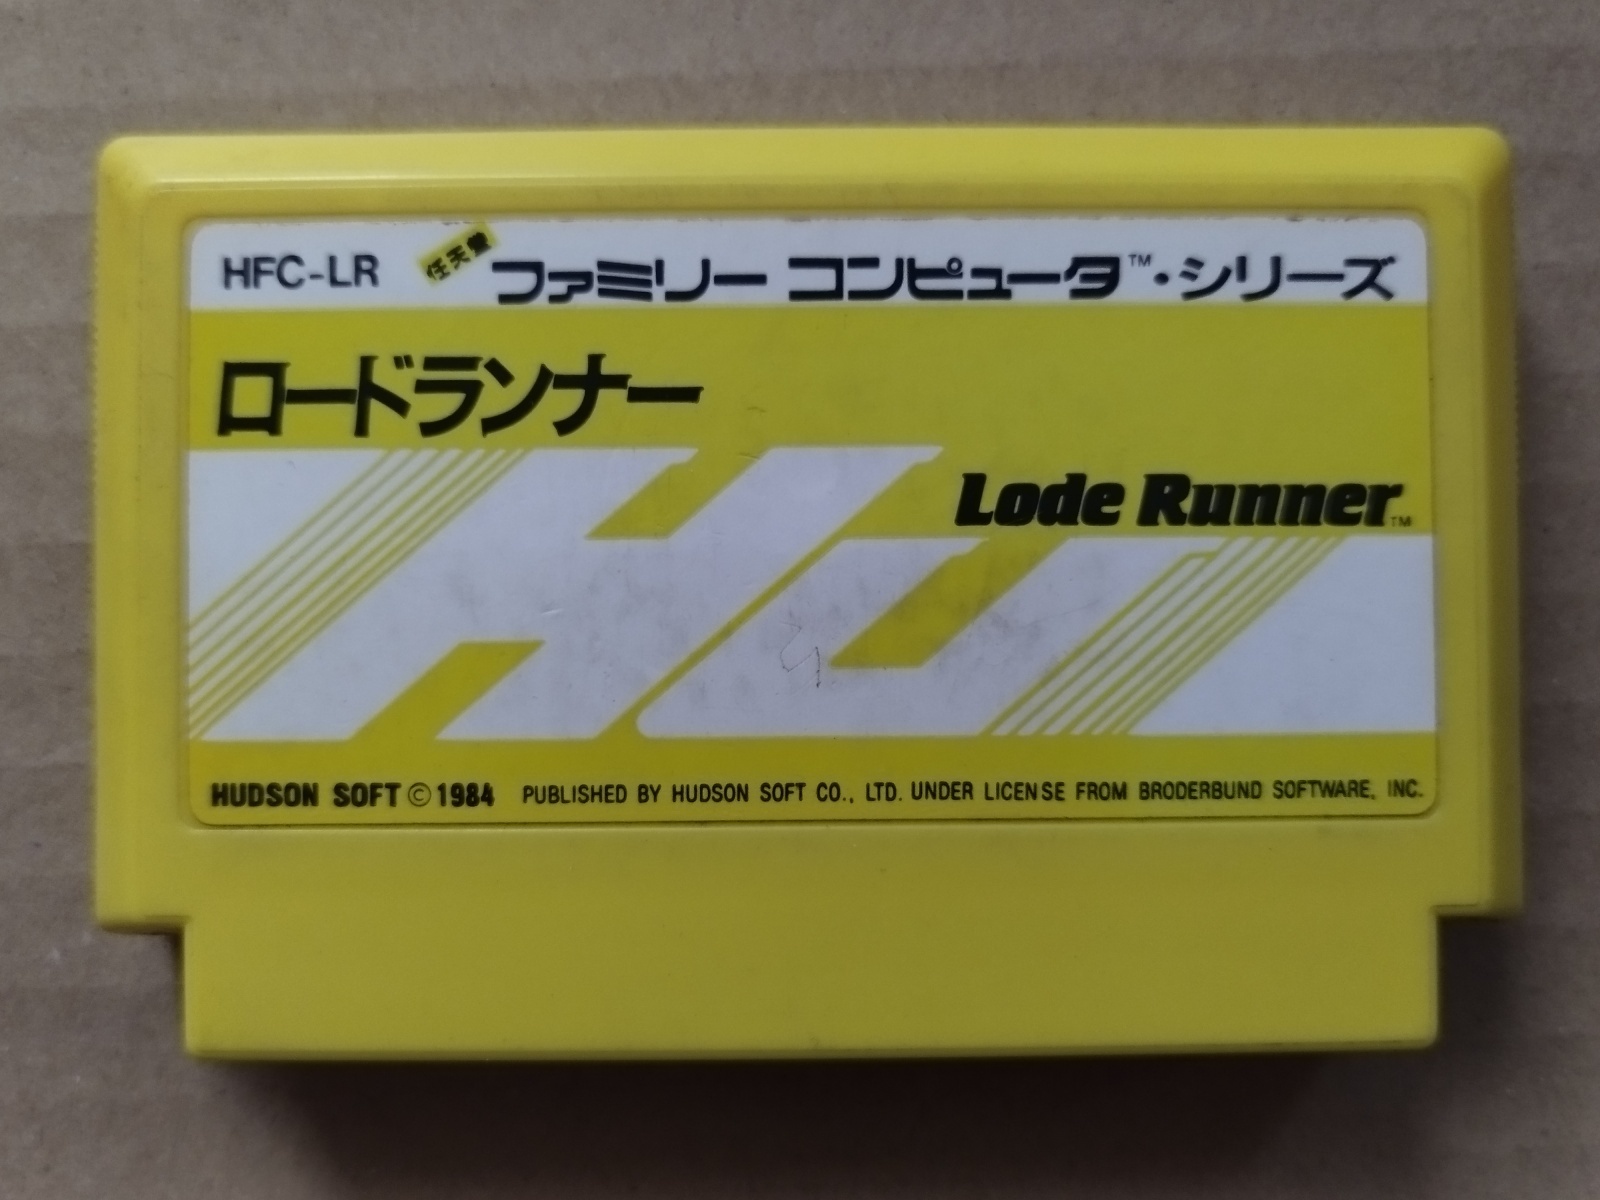 HFC-LR 任天堂 ファミリー コンピュータ™・シリーズ
ロードランナー
Lode Runner™
HU
HUDSON SOFT © 1984 PUBLISHED BY HUDSON SOFT CO., LTD. UNDER LICENSE FROM BRODERBUND SOFTWARE, INC.